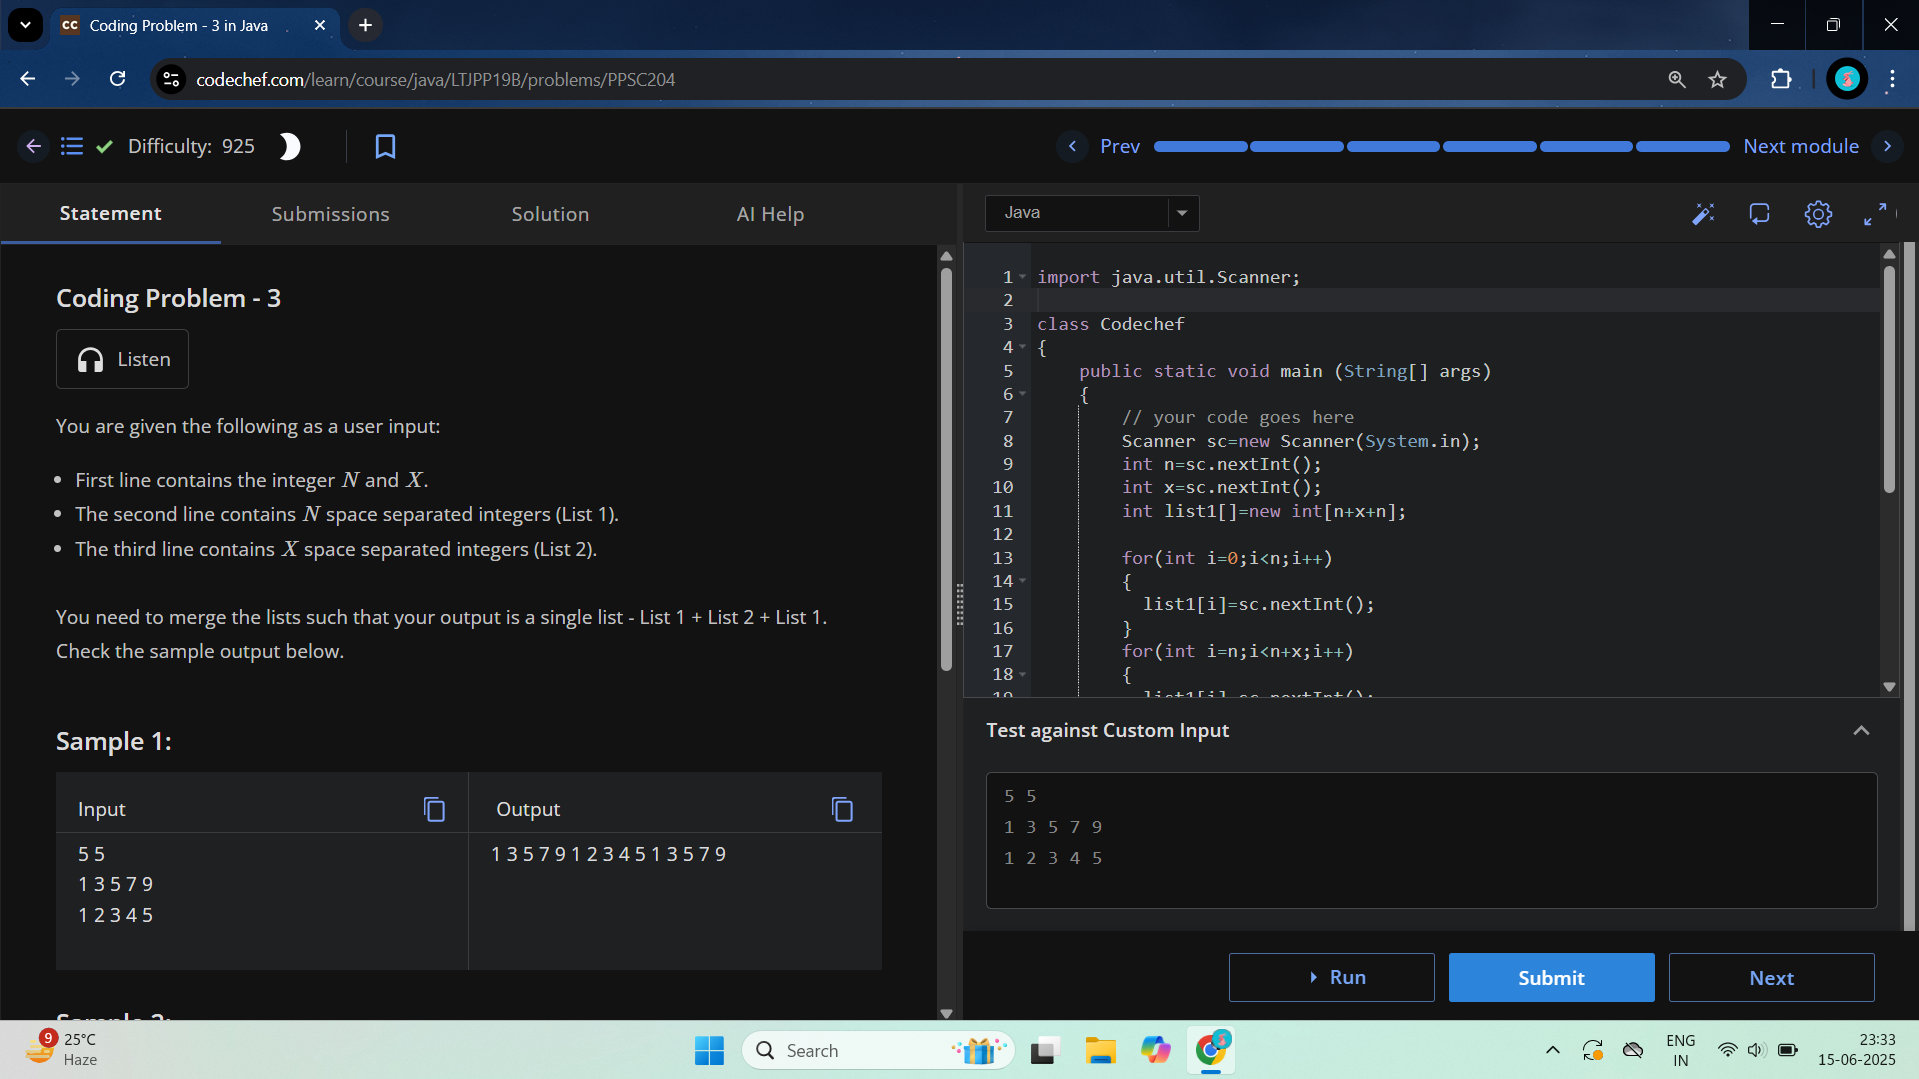 CC Coding Problem - 3 in Java
codechef.com/learn/course/java/LTJPP19B/problems/PPSC204
Difficulty: 925
Prev
Next module
Statement
Submissions
Solution
AI Help
Coding Problem - 3
Listen
You are given the following as a user input:
• First line contains the integer N and X.
• The second line contains N space separated integers (List 1).
• The third line contains X space separated integers (List 2).
You need to merge the lists such that your output is a single list - List 1 + List 2 + List 1.
Check the sample output below.
Sample 1:
Input
Output
5 5
1 3 5 7 9
1 2 3 4 5
1 3 5 7 9 1 2 3 4 5 1 3 5 7 9
Sample 2:
Java
1 import java.util.Scanner;
2
3 class Codechef
4 {
5 public static void main (String[] args)
6 {
7 // your code goes here
8 Scanner sc=new Scanner(System.in);
9 int n=sc.nextInt();
10 int x=sc.nextInt();
11 int list1[]=new int[n+x+n];
12
13 for(int i=0;i<n;i++)
14 {
15 list1[i]=sc.nextInt();
16 }
17 for(int i=n;i<n+x;i++)
18 {
19 list1[i]=sc.nextInt();
Test against Custom Input
5 5
1 3 5 7 9
1 2 3 4 5
Run
Submit
Next
9
25°C
Haze
Search
ENG
IN
23:33
15-06-2025